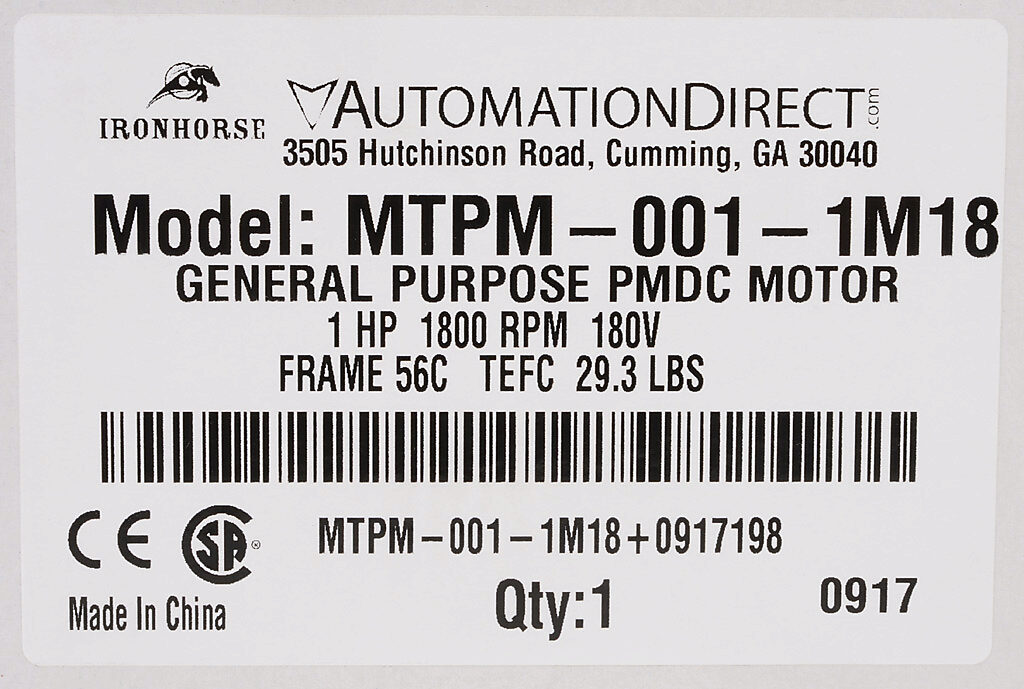 IRONHORSE
AUTOMATIONDIRECT.com
3505 Hutchinson Road, Cumming, GA 30040
Model: MTPM-001-1M18
GENERAL PURPOSE PMDC MOTOR
1 HP 1800 RPM 180V
FRAME 56C TEFC 29.3 LBS
CE SA ® MTPM-001-1M18+0917198
Made In China Qty:1 0917